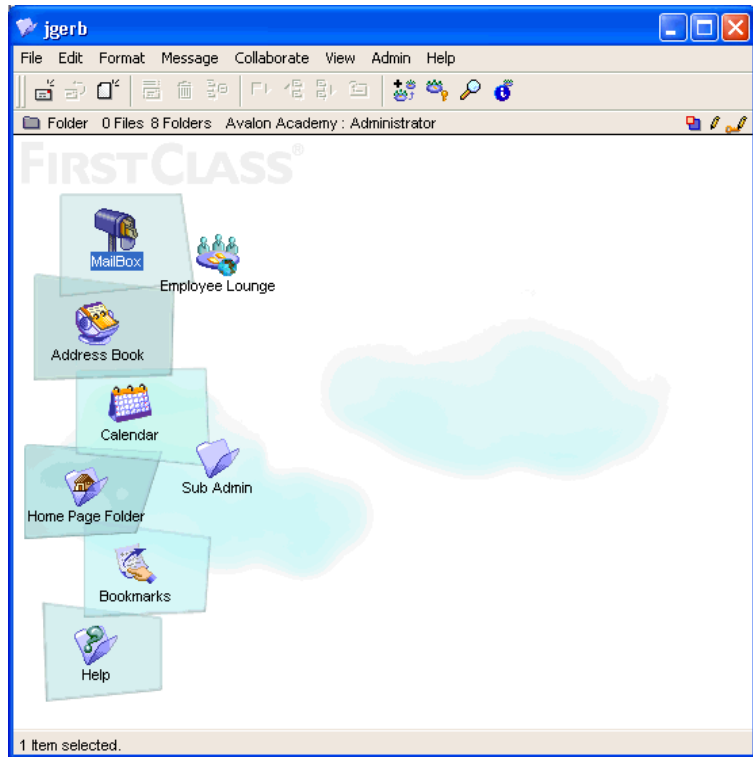 jgerb
File Edit Format Message Collaborate View Admin Help
Folder 0 Files 8 Folders Avalon Academy : Administrator
FIRSTCLASS®
MailBox
Employee Lounge
Address Book
Calendar
Sub Admin
Home Page Folder
Bookmarks
Help
1 Item selected.